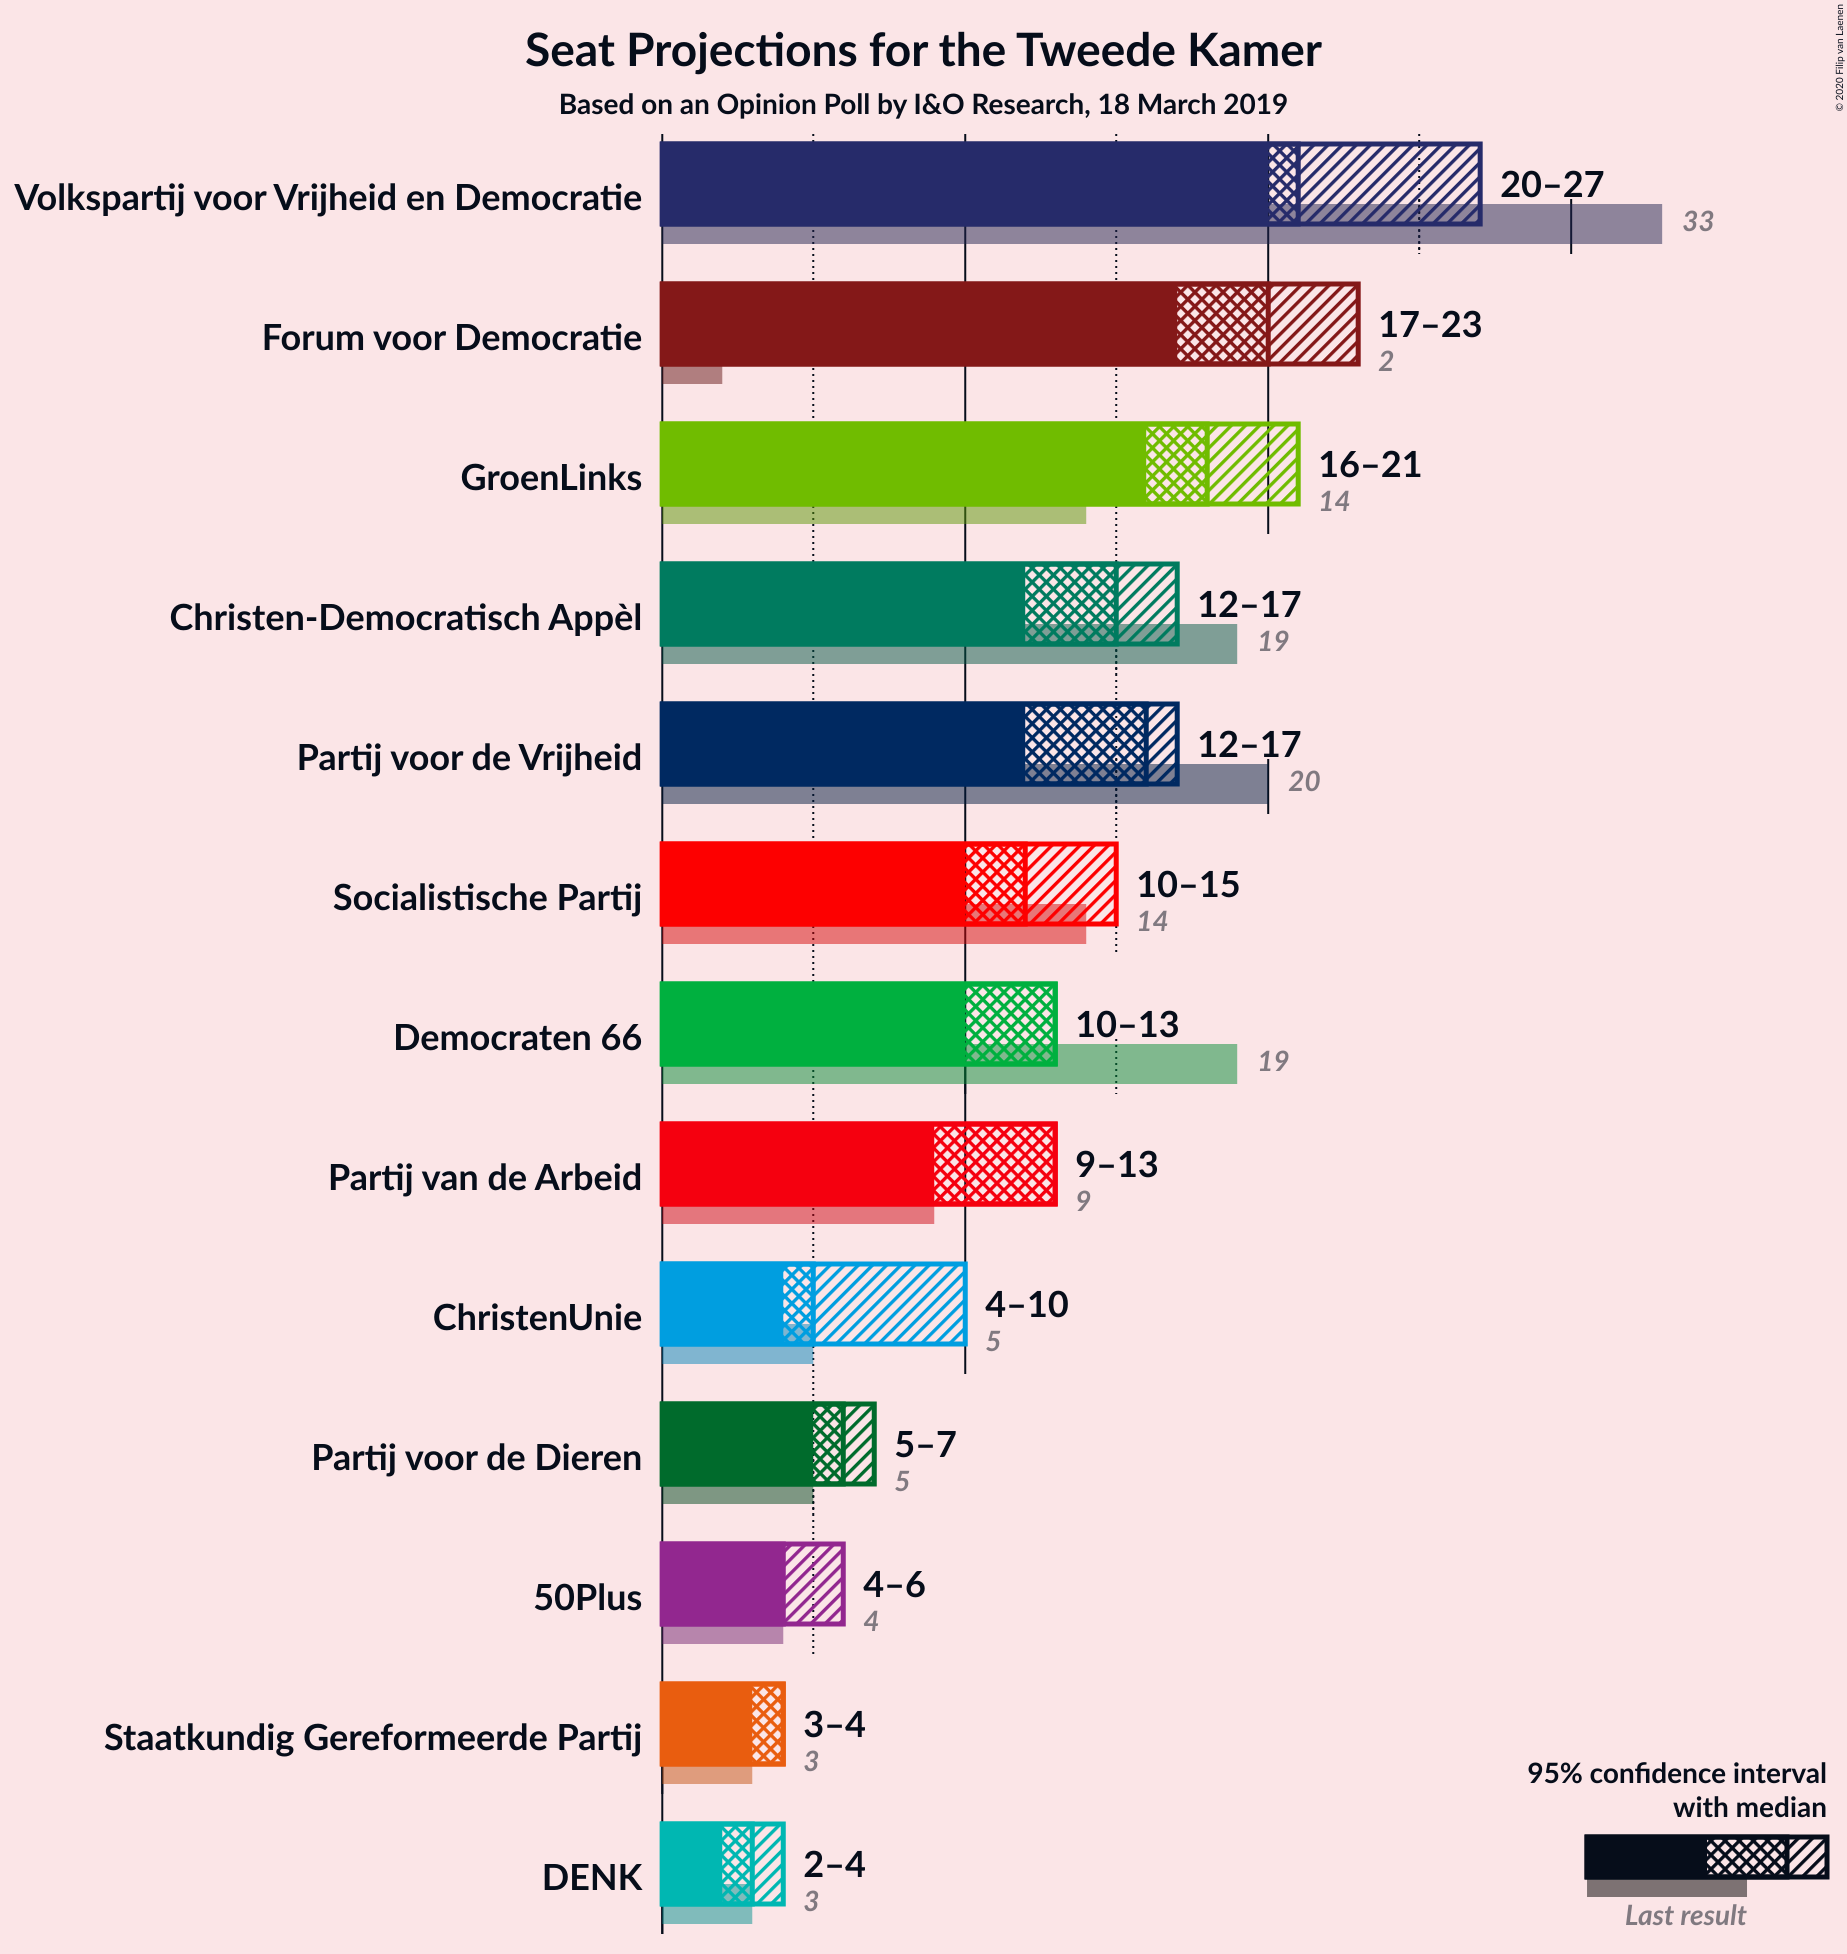 Seat Projections for the Tweede Kamer
Based on an Opinion Poll by I&O Research, 18 March 2019
© 2020 Filip van Laenen
Volkspartij voor Vrijheid en Democratie
20–27
33
Forum voor Democratie
17–23
2
GroenLinks
16–21
14
Christen-Democratisch Appèl
12–17
19
Partij voor de Vrijheid
12–17
20
Socialistische Partij
10–15
14
Democraten 66
10–13
19
Partij van de Arbeid
9–13
9
ChristenUnie
4–10
5
Partij voor de Dieren
5–7
5
50Plus
4–6
4
Staatkundig Gereformeerde Partij
3–4
3
DENK
2–4
3
95% confidence interval
with median
Last result